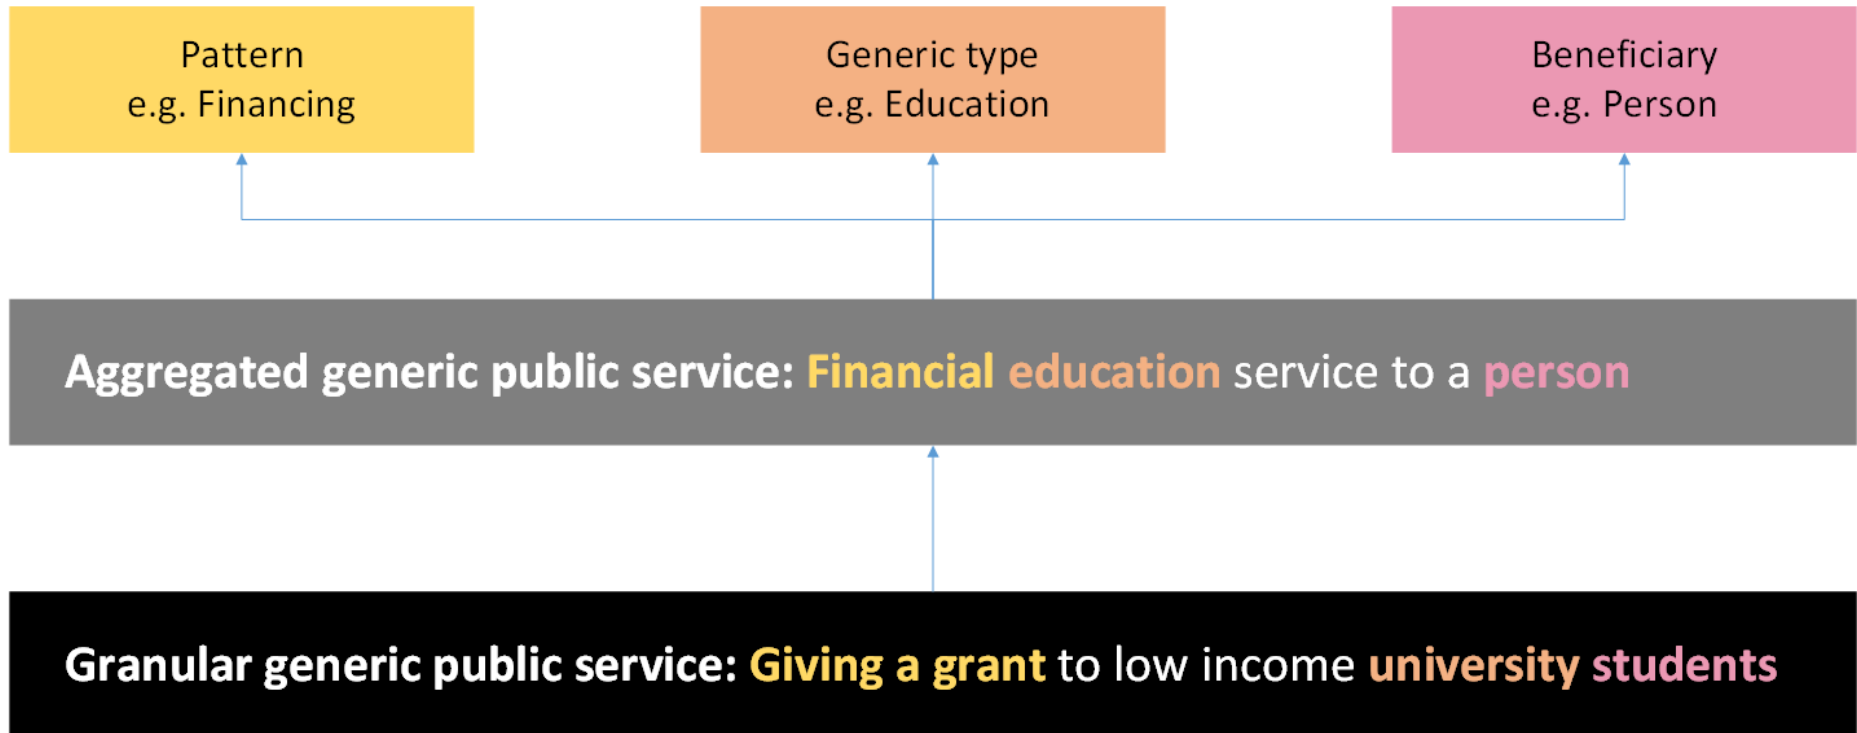 Pattern
e.g. Financing
Generic type
e.g. Education
Beneficiary
e.g. Person
Aggregated generic public service: Financial education service to a person
Granular generic public service: Giving a grant to low income university students